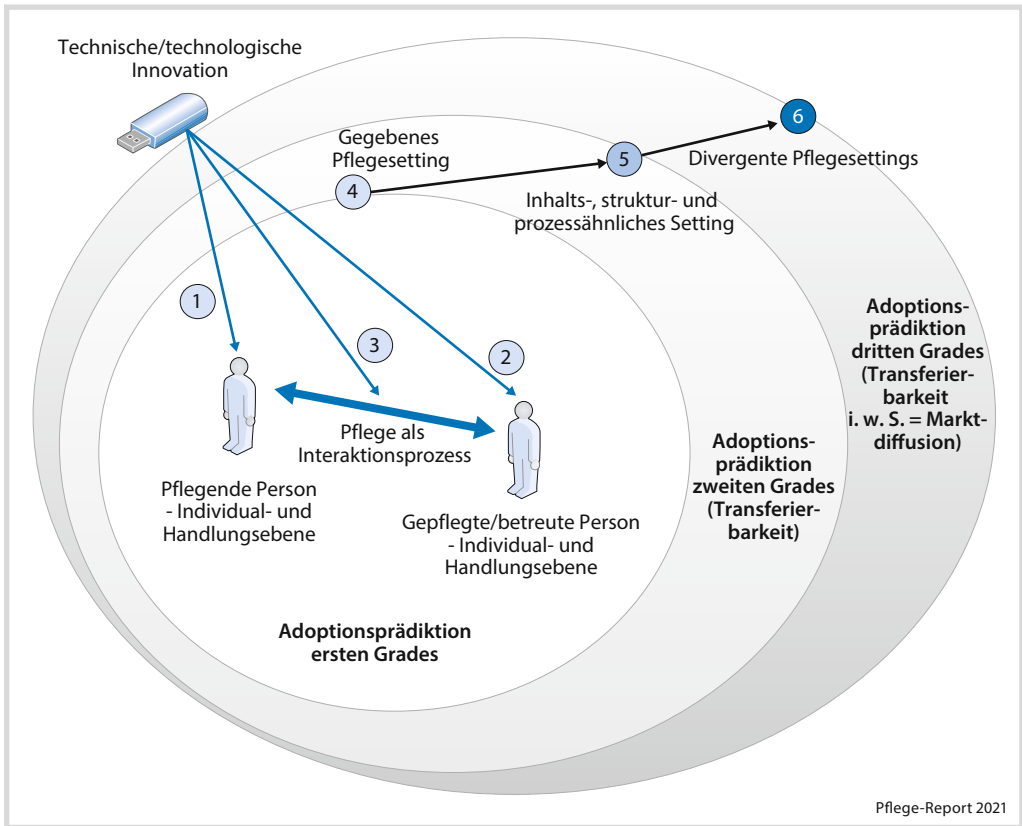 Technische/technologische
Innovation
6
Gegebenes
Pflegesetting
5
Divergente Pflegesettings
4
Inhalts-, struktur- und
prozessähnliches Setting
1
3
2
Adoptions-
prädiktion
dritten Grades
(Transferier-
barkeit
i. w. S. = Markt-
diffusion)
Pflege als
Interaktionsprozess
Adoptions-
prädiktion
zweiten Grades
(Transferier-
barkeit)
Pflegende Person
- Individual- und
Handlungsebene
Gepflegte/betreute Person
- Individual- und
Handlungsebene
Adoptionsprädiktion
ersten Grades
Pflege-Report 2021